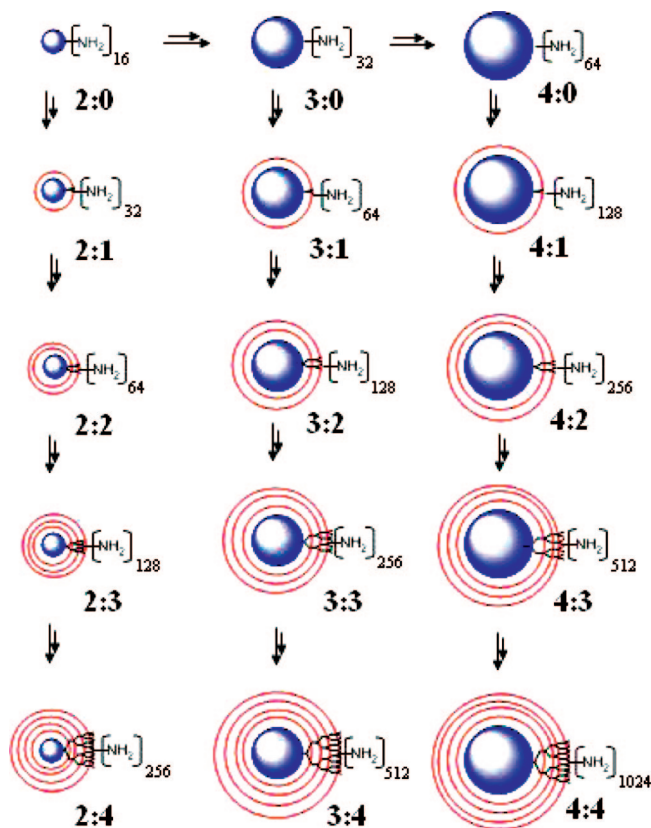 [NH₂]₁₆ [NH₂]₃₂ [NH₂]₆₄
2:0 3:0 4:0
[NH₂]₃₂ [NH₂]₆₄ [NH₂]₁₂₈
2:1 3:1 4:1
[NH₂]₆₄ [NH₂]₁₂₈ [NH₂]₂₅₆
2:2 3:2 4:2
[NH₂]₁₂₈ [NH₂]₂₅₆ [NH₂]₅₁₂
2:3 3:3 4:3
[NH₂]₂₅₆ [NH₂]₅₁₂ [NH₂]₁₀₂₄
2:4 3:4 4:4